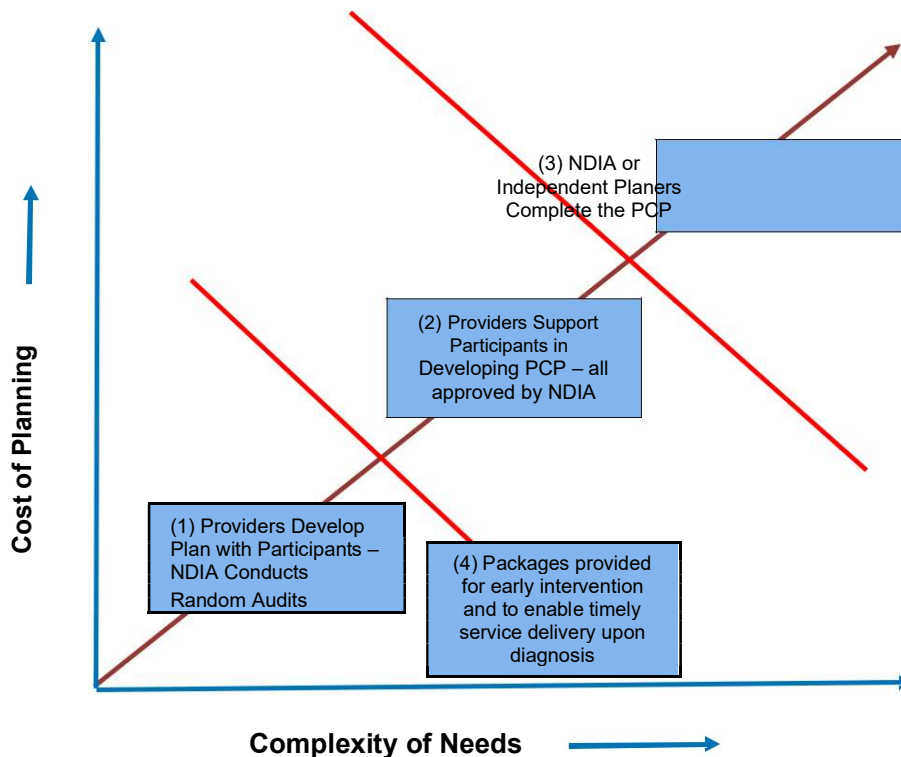 (3) NDIA or
Independent Planers
Complete the PCP
(2) Providers Support
Participants in
Developing PCP – all
approved by NDIA
(1) Providers Develop
Plan with Participants –
NDIA Conducts
Random Audits
(4) Packages provided
for early intervention
and to enable timely
service delivery upon
diagnosis
Cost of Planning
Complexity of Needs